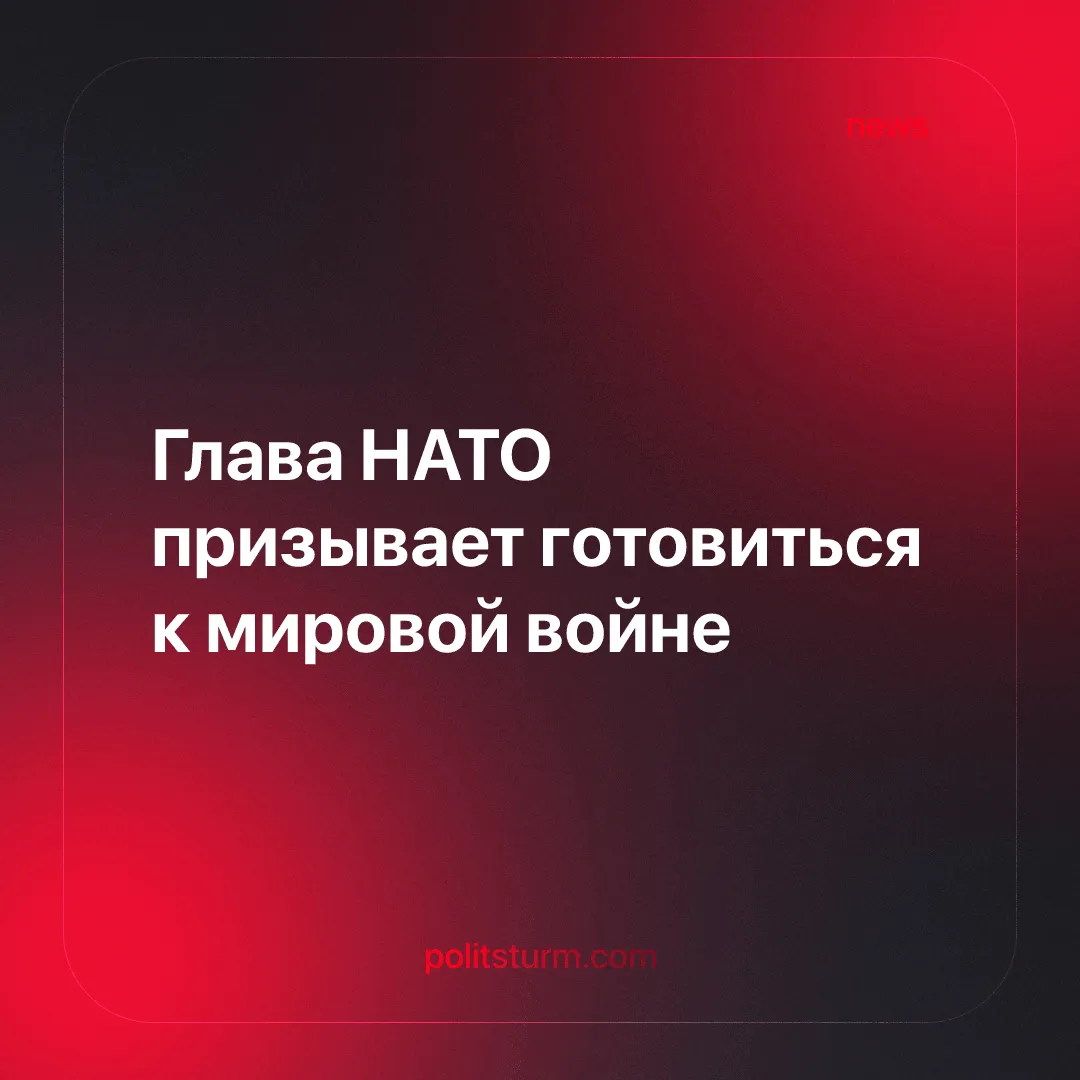 news
Глава НАТО
призывает готовиться
к мировой войне
politsturm.com